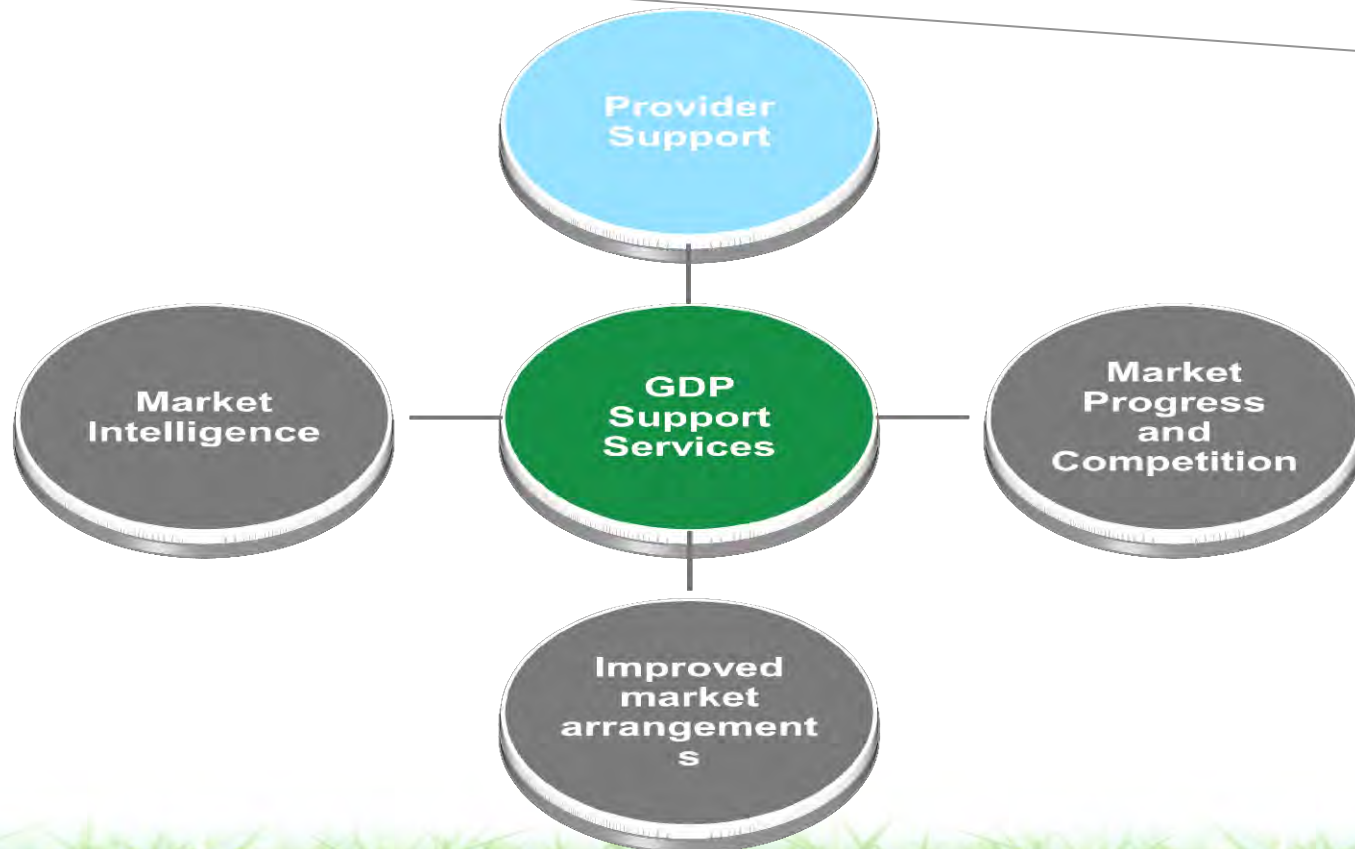 Provider
Support
Market
Intelligence
GDP
Support
Services
Market
Progress
and
Competition
Improved
market
arrangement
s